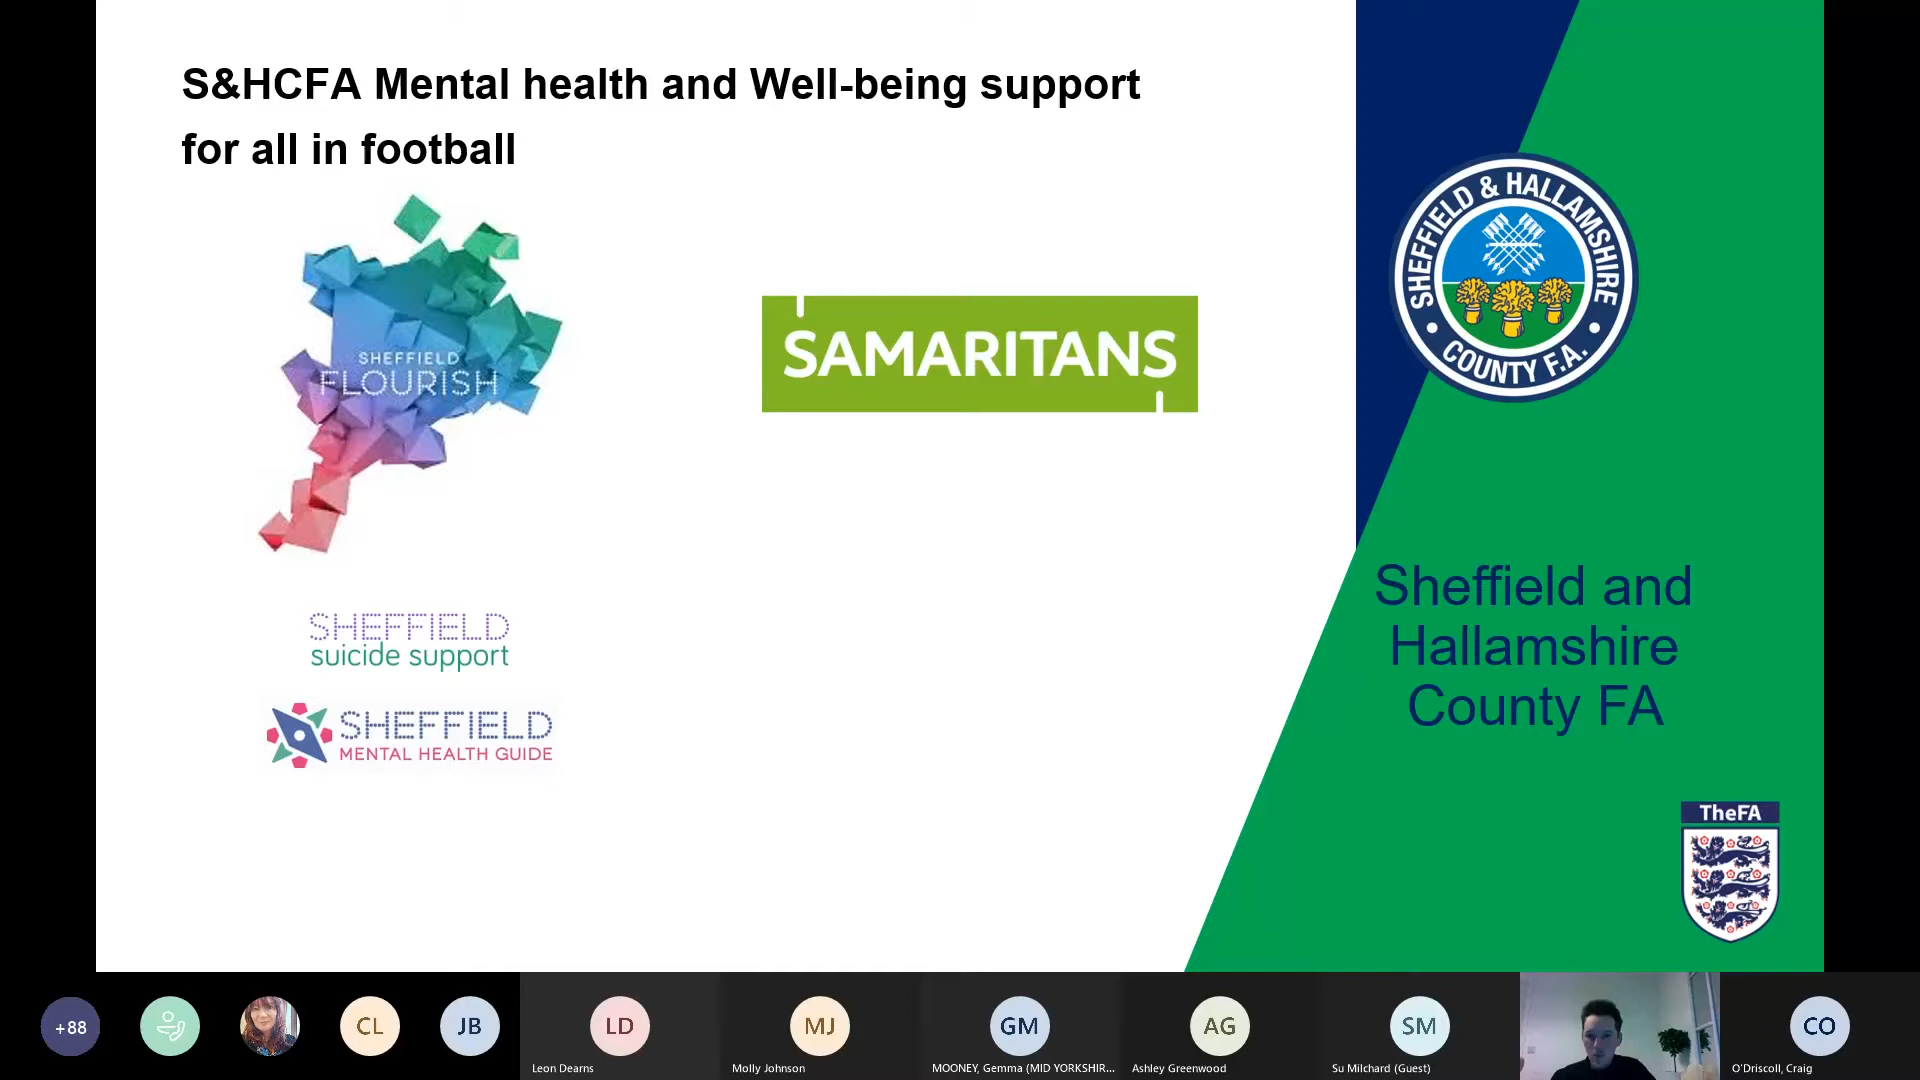 S&HCFA Mental health and Well-being support
for all in football
SHEFFIELD
FLOURISH
SAMARITANS
SHEFFIELD & HALLAMSHIRE
COUNTY F.A.
SHEFFIELD
suicide support
SHEFFIELD
MENTAL HEALTH GUIDE
Sheffield and
Hallamshire
County FA
TheFA
+88
CL
JB
LD
MJ
GM
AG
SM
CO
Leon Dearns
Molly Johnson
MOONEY, Gemma (MID YORKSHIR...
Ashley Greenwood
Su Milchard (Guest)
O'Driscoll, Craig